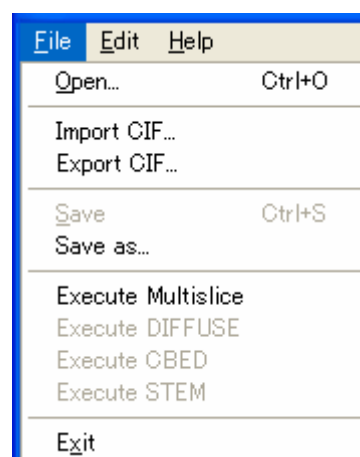 File Edit Help
Open... Ctrl+O
Import CIF...
Export CIF...
Save Ctrl+S
Save as...
Execute Multislice
Execute DIFFUSE
Execute CBED
Execute STEM
Exit